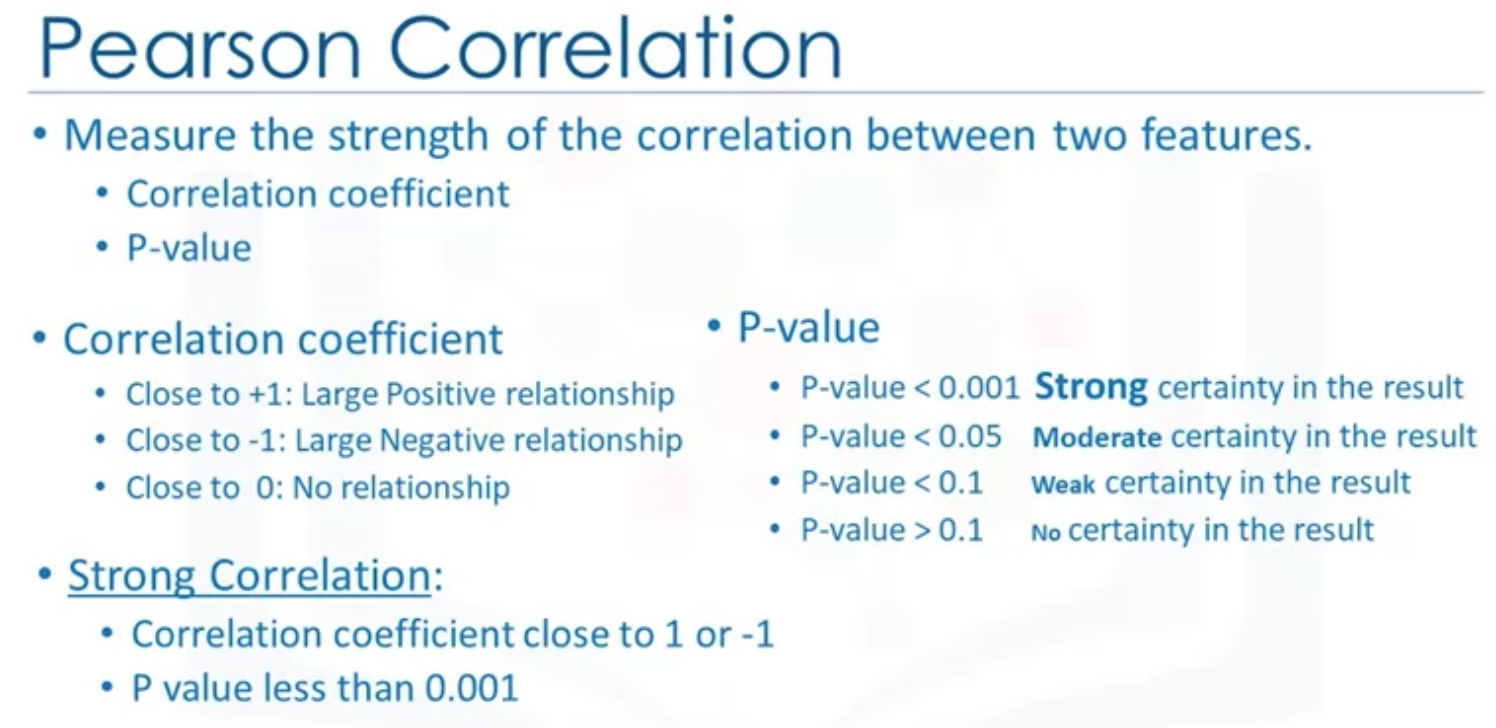 Pearson Correlation
• Measure the strength of the correlation between two features.
• Correlation coefficient
• P-value
• Correlation coefficient
• Close to +1: Large Positive relationship
• Close to -1: Large Negative relationship
• Close to 0: No relationship
• P-value
• P-value < 0.001 Strong certainty in the result
• P-value < 0.05 Moderate certainty in the result
• P-value < 0.1 Weak certainty in the result
• P-value > 0.1 No certainty in the result
• Strong Correlation:
• Correlation coefficient close to 1 or -1
• P value less than 0.001